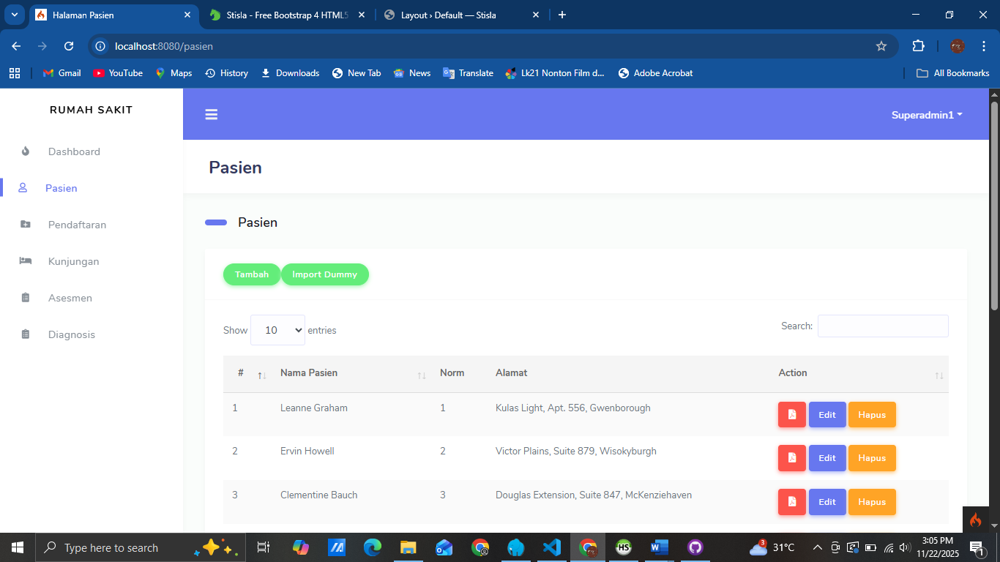 Halaman Pasien
Stisla - Free Bootstrap 4 HTML5
Layout › Default — Stisla
localhost:8080/pasien
Gmail
YouTube
Maps
History
Downloads
New Tab
News
Translate
Lk21 Nonton Film d...
Adobe Acrobat
All Bookmarks
RUMAH SAKIT
Superadmin1
Dashboard
Pasien
Pendaftaran
Kunjungan
Asesmen
Diagnosis
Pasien
Pasien
Tambah Import Dummy
Show 10 entries Search:
# Nama Pasien Norm Alamat Action
1 Leanne Graham 1 Kulas Light, Apt. 556, Gwenborough Edit Hapus
2 Ervin Howell 2 Victor Plains, Suite 879, Wisokyburgh Edit Hapus
3 Clementine Bauch 3 Douglas Extension, Suite 847, McKenziehaven Edit Hapus
Type here to search
HS
3
31°C
3:05 PM
11/22/2025
1